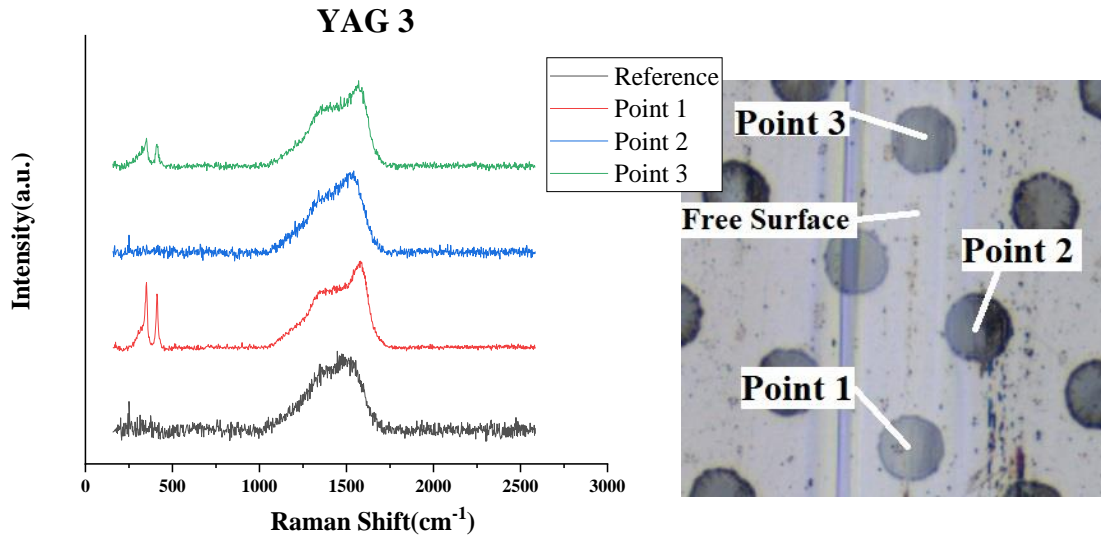 YAG 3
Intensity(a.u.)
Reference
Point 1
Point 2
Point 3
0
500
1000
1500
2000
2500
3000
Raman Shift(cm⁻¹)
Point 3
Free Surface
Point 2
Point 1